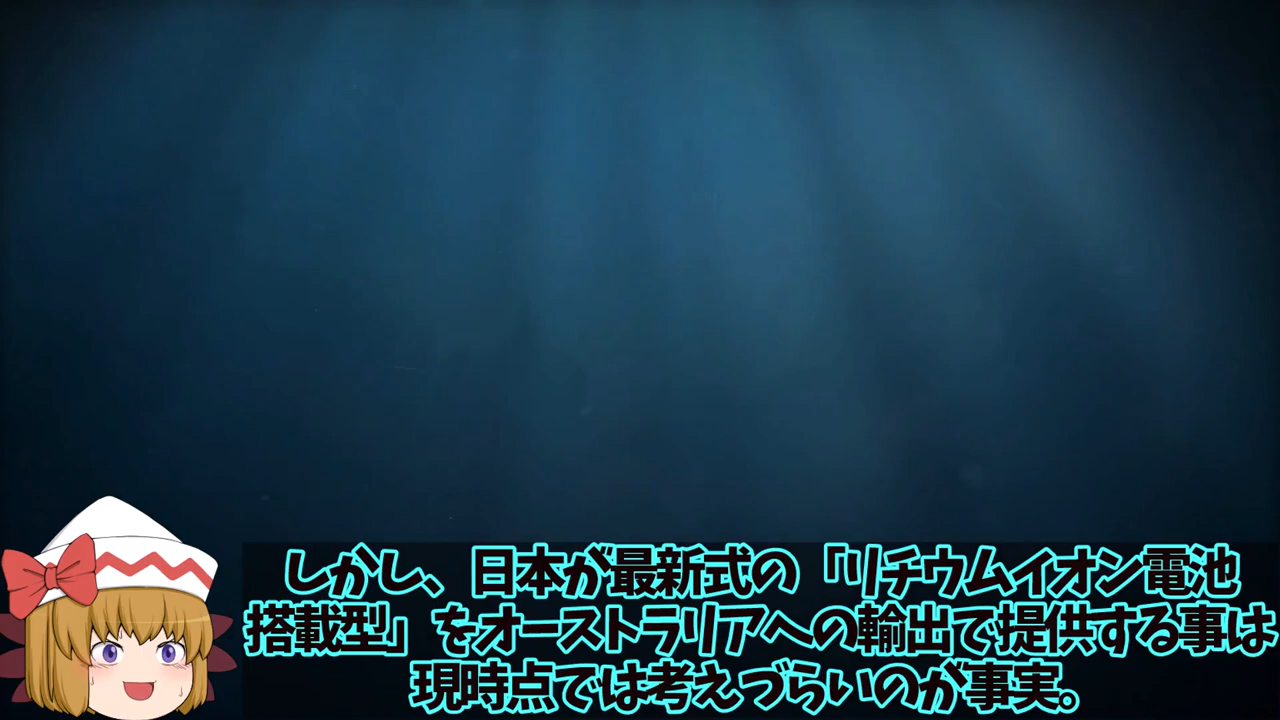 しかし、日本が最新式の「リチウムイオン電池
搭載型」をオーストラリアへの輸出で提供する事は
現時点では考えづらいのが事実。